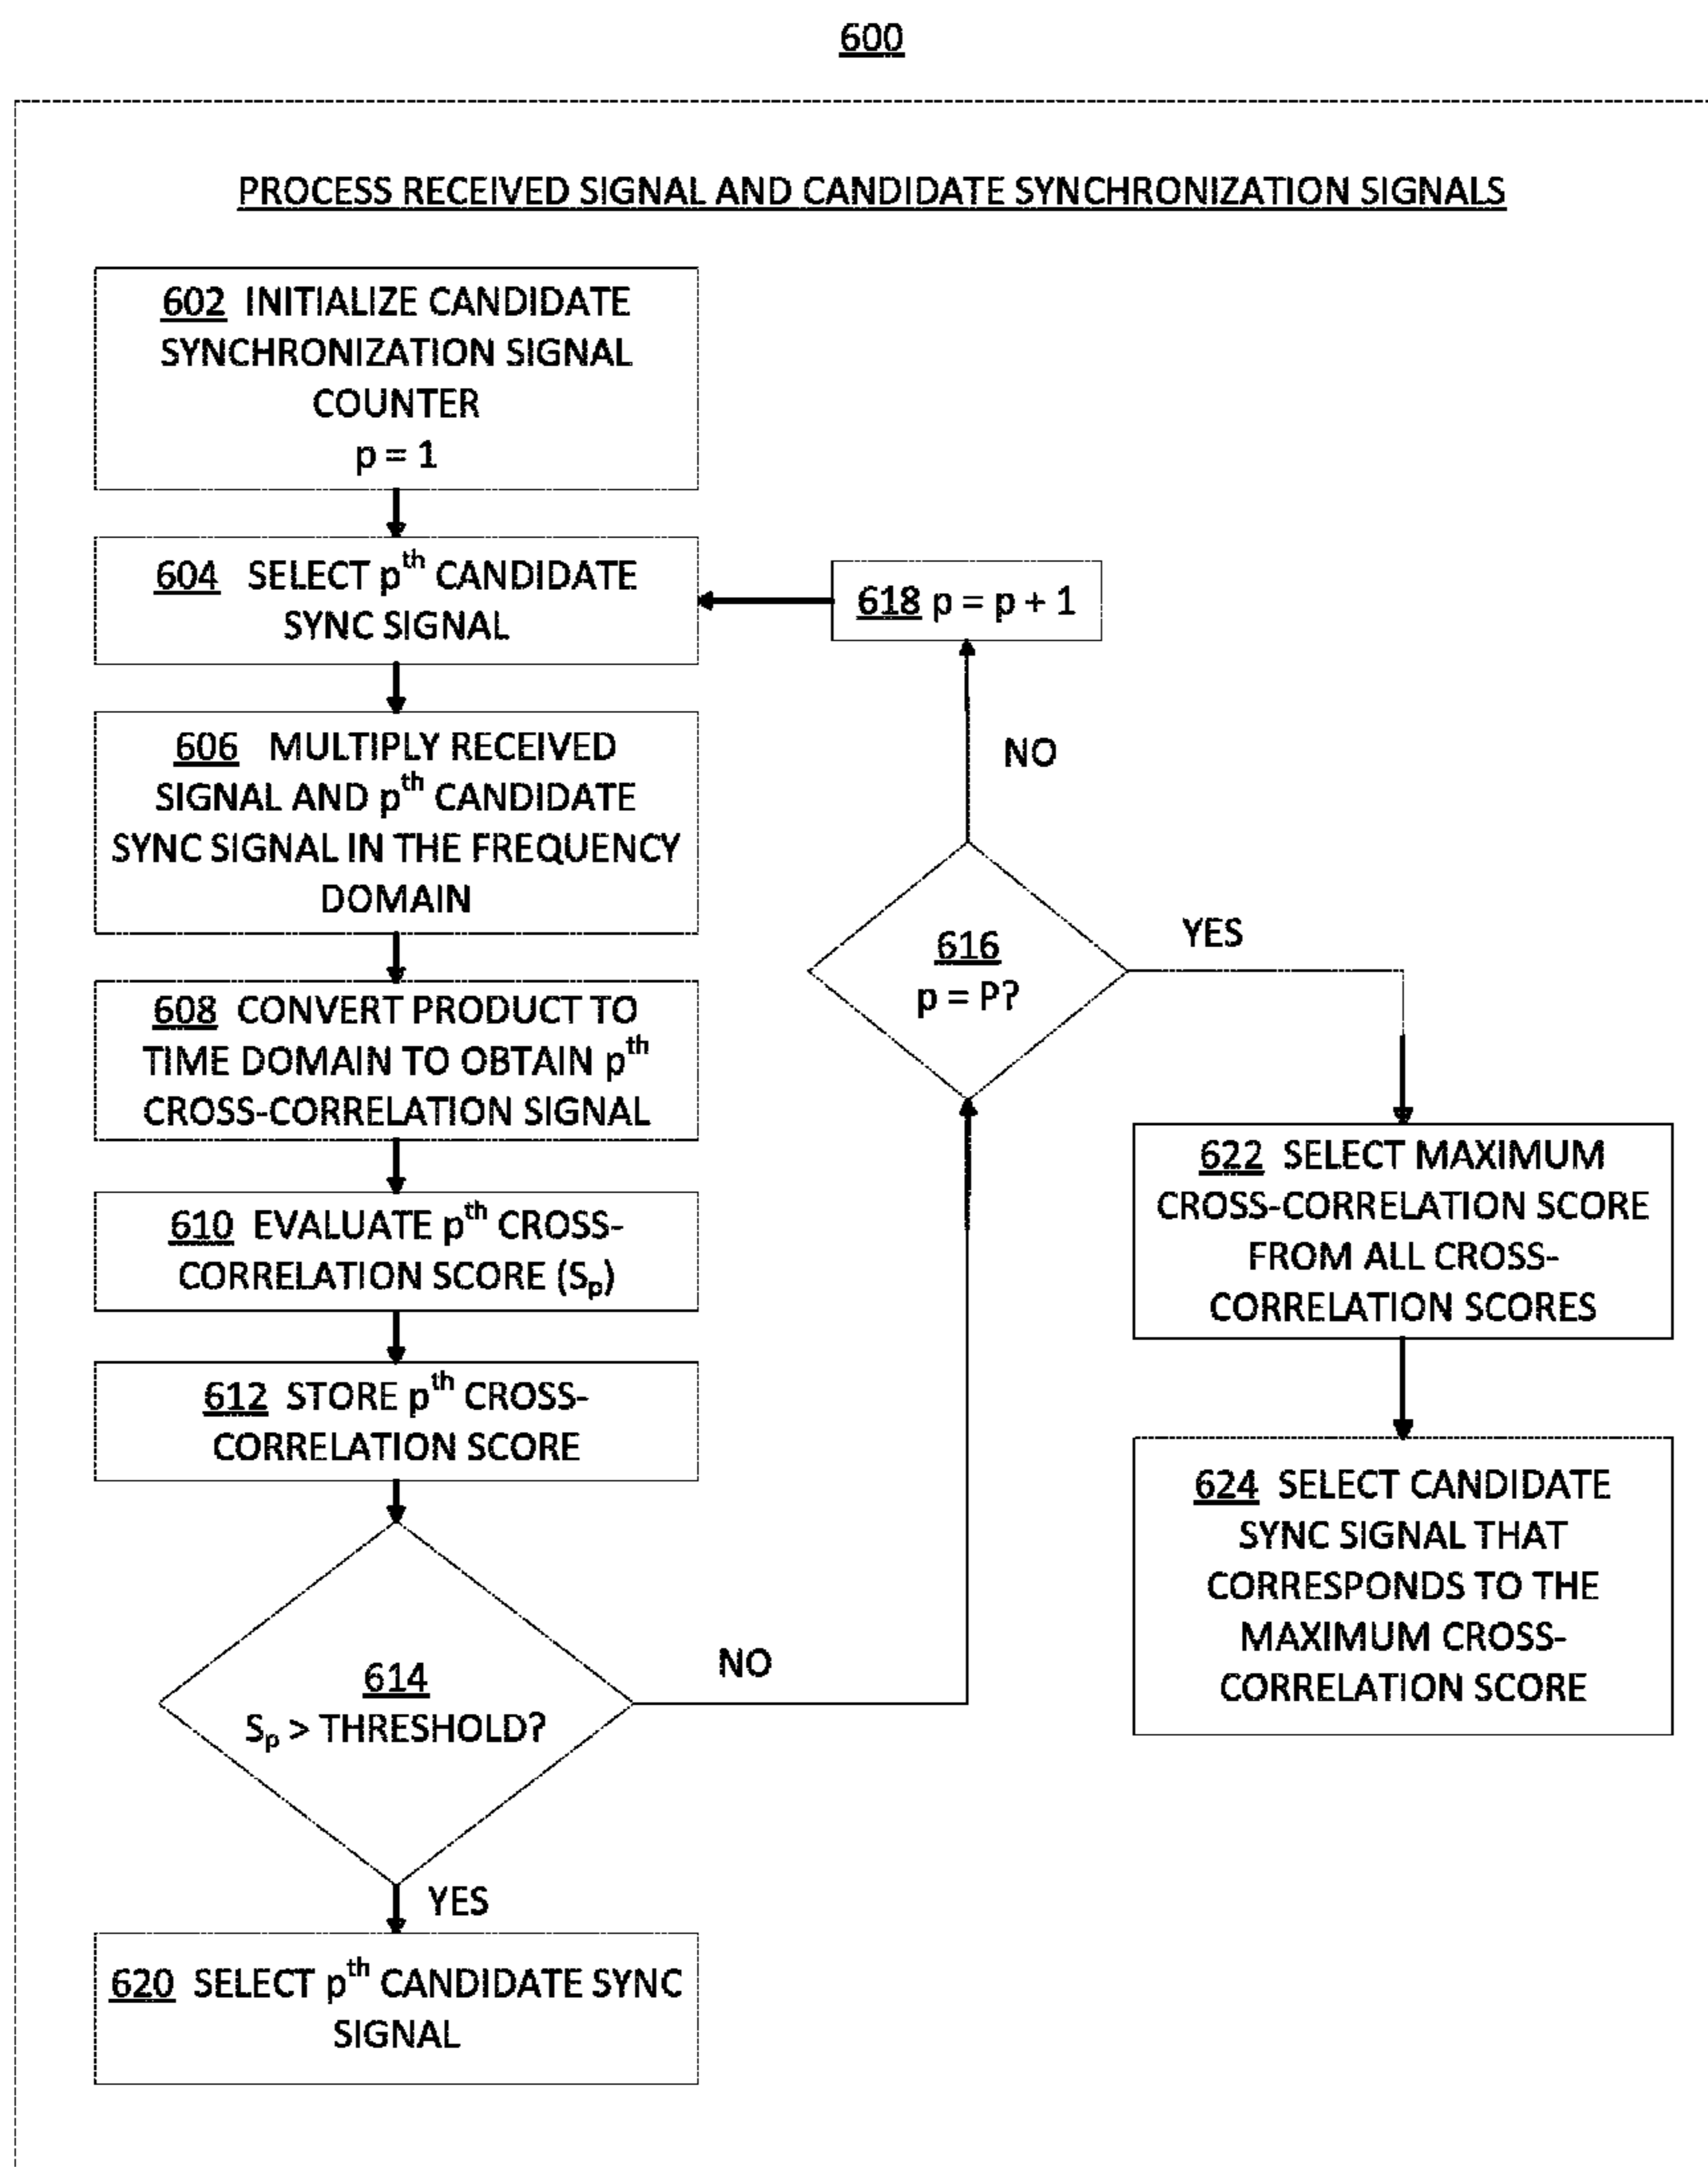 600
PROCESS RECEIVED SIGNAL AND CANDIDATE SYNCHRONIZATION SIGNALS
602 INITIALIZE CANDIDATE
SYNCHRONIZATION SIGNAL
COUNTER
p = 1
604 SELECT pth CANDIDATE
SYNC SIGNAL
618 p = p + 1
606 MULTIPLY RECEIVED
SIGNAL AND pth CANDIDATE
SYNC SIGNAL IN THE FREQUENCY
DOMAIN
NO
608 CONVERT PRODUCT TO
TIME DOMAIN TO OBTAIN pth
CROSS-CORRELATION SIGNAL
616
p = P?
YES
610 EVALUATE pth CROSS-
CORRELATION SCORE (Sp)
612 STORE pth CROSS-
CORRELATION SCORE
622 SELECT MAXIMUM
CROSS-CORRELATION SCORE
FROM ALL CROSS-
CORRELATION SCORES
614
Sp > THRESHOLD?
NO
YES
624 SELECT CANDIDATE
SYNC SIGNAL THAT
CORRESPONDS TO THE
MAXIMUM CROSS-
CORRELATION SCORE
620 SELECT pth CANDIDATE SYNC
SIGNAL